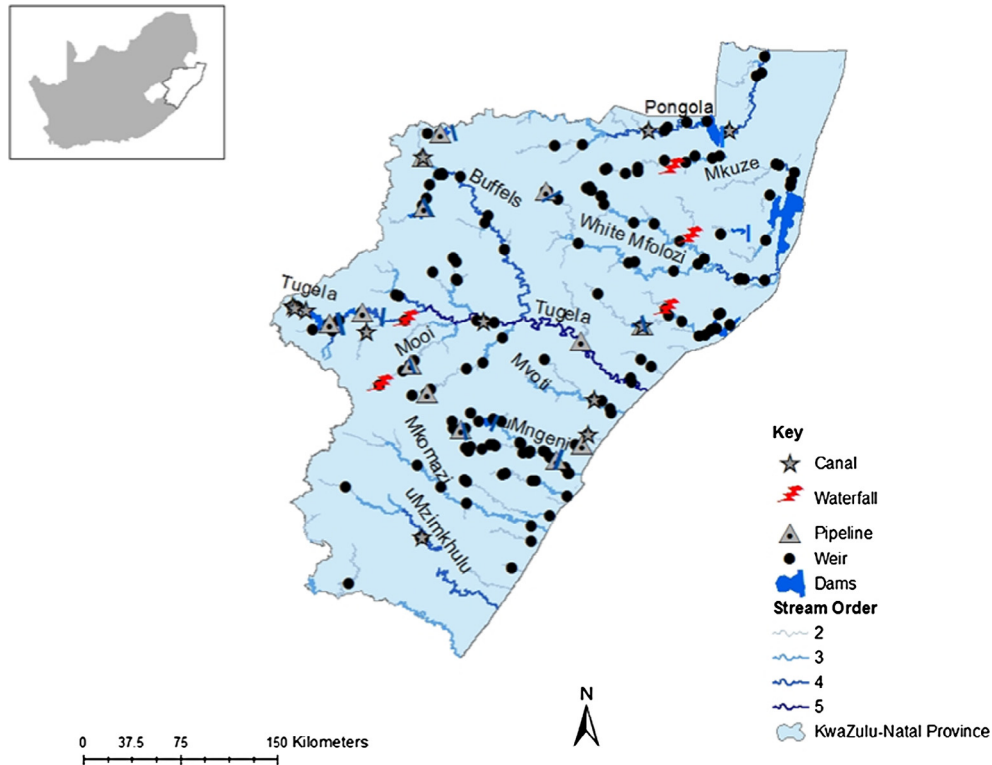 Pongola
Mkuze
Buffels
White Mfolozi
Tugela
Tugela
Mooi
Mvoti
uMngeni
Mkomazi
uMzimkhulu
Key
Canal
Waterfall
Pipeline
Weir
Dams
Stream Order
2
3
4
5
KwaZulu-Natal Province
N
0 37.5 75 150 Kilometers